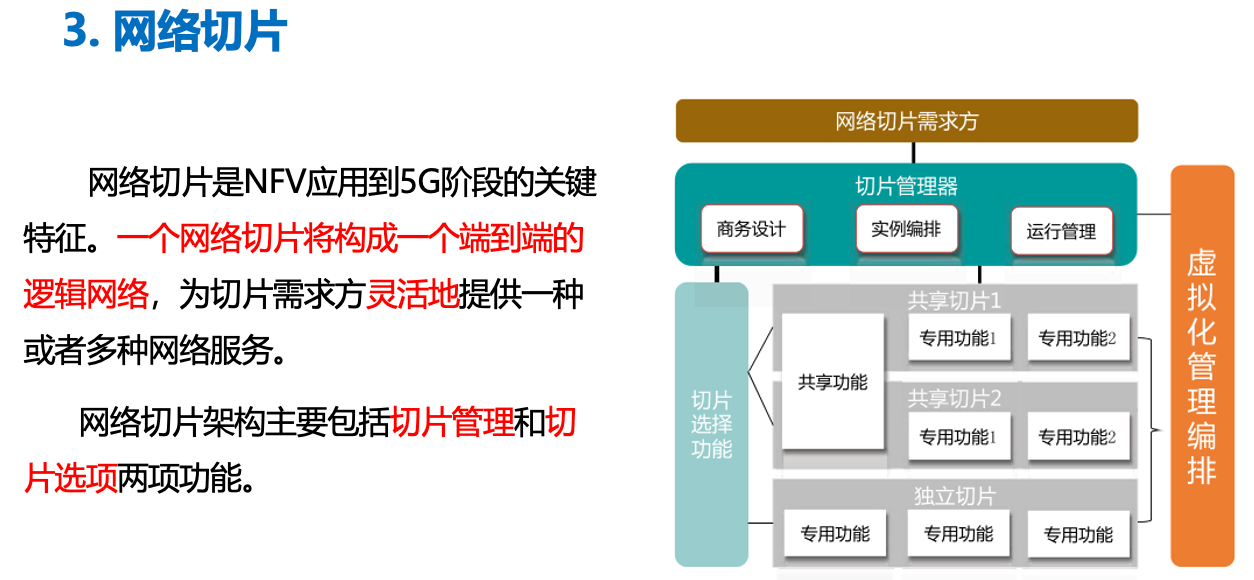 3. 网络切片
网络切片是NFV应用到5G阶段的关键
特征。一个网络切片将构成一个端到端的
逻辑网络，为切片需求方灵活地提供一种
或者多种网络服务。
网络切片架构主要包括切片管理和切
片选项两项功能。
网络切片需求方
切片管理器
商务设计
实例编排
运行管理
切片
选择
功能
共享切片1
共享功能
专用功能1
专用功能2
共享切片2
专用功能1
专用功能2
独立切片
专用功能
专用功能
专用功能
虚
拟
化
管
理
编
排